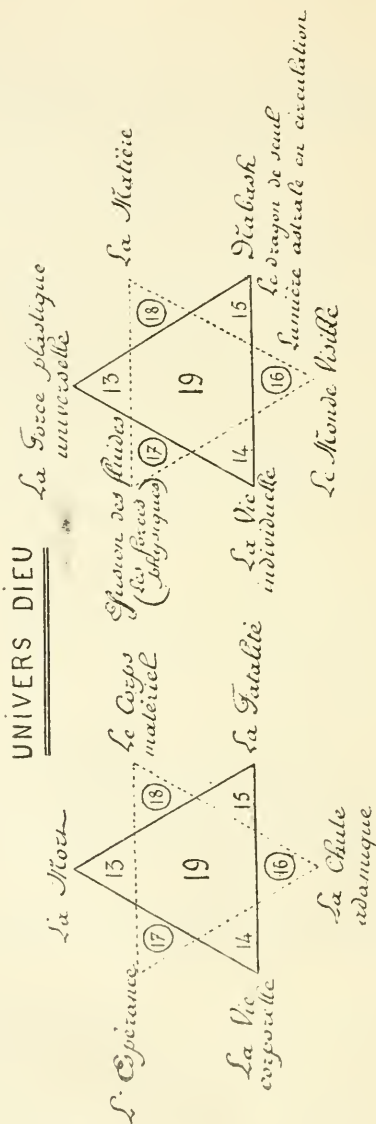 UNIVERS DIEU
La Mort
L'Espérance
Le Corps
matériel
13
17
18
19
14
15
16
La Vie
corporelle
La Fatalité
La Chute
adamique
La Force plastique
universelle
Effusion des fluides
(Les forces
physiques)
La Matière
13
17
18
19
14
15
16
La Vie
individuelle
Nahash
Le dragon de seuil
Lumière astrale en circulation
Le Monde Visible